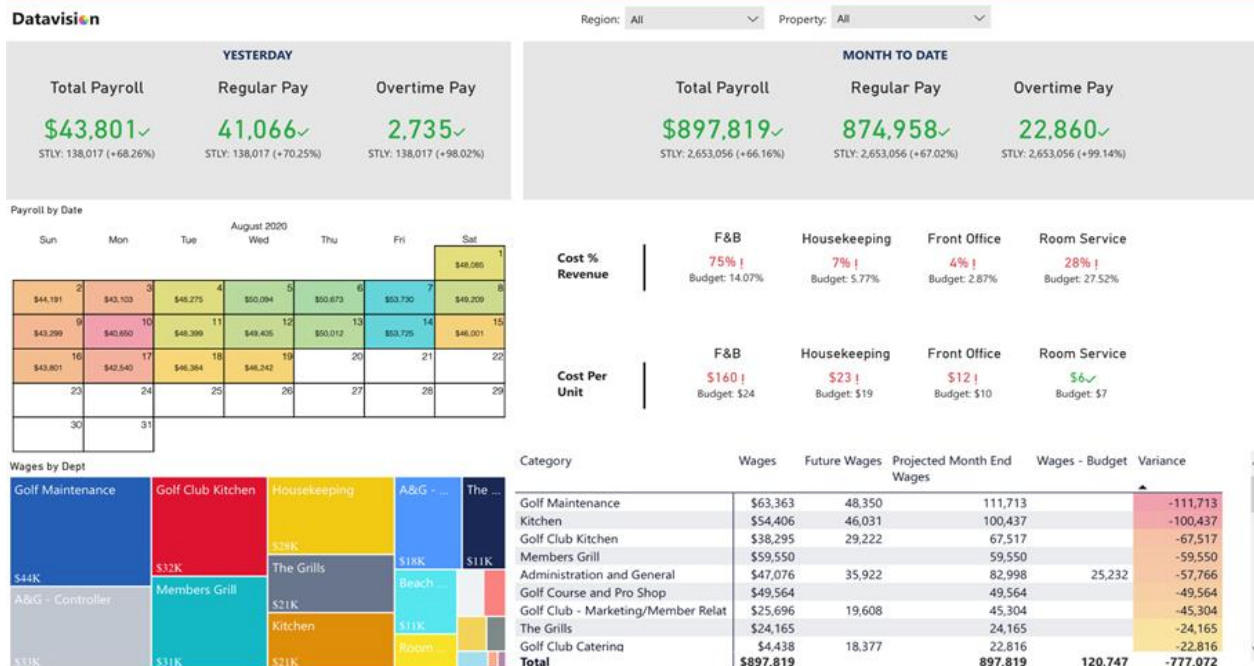 Datavision
Region: All Property: All
YESTERDAY
Total Payroll Regular Pay Overtime Pay
$43,801 41,066 2,735
STLY: 138,017 (+68.26%) STLY: 138,017 (+70.25%) STLY: 138,017 (+98.02%)
MONTH TO DATE
Total Payroll Regular Pay Overtime Pay
$897,819 874,958 22,860
STLY: 2,653,056 (+66.16%) STLY: 2,653,056 (+67.02%) STLY: 2,653,056 (+99.14%)
Payroll by Date
August 2020
Sun Mon Tue Wed Thu Fri Sat
1
$48,085
2 3 4 5 6 7 8
$44,191 $43,103 $48,275 $50,094 $50,673 $53,730 $49,209
9 10 11 12 13 14 15
$43,299 $40,650 $48,399 $49,405 $50,012 $53,725 $46,001
16 17 18 19 20 21 22
$43,801 $42,540 $46,384 $46,242
23 24 25 26 27 28 29
30 31
F&B Housekeeping Front Office Room Service
Cost % Revenue
75% ! 7% ! 4% ! 28% !
Budget: 14.07% Budget: 5.77% Budget: 2.87% Budget: 27.52%
F&B Housekeeping Front Office Room Service
Cost Per Unit
$160 ! $23 ! $12 ! $6
Budget: $24 Budget: $19 Budget: $10 Budget: $7
Wages by Dept
Golf Maintenance
$44K
A&G - Controller
$33K
Golf Club Kitchen
$32K
Members Grill
$31K
Housekeeping
$28K
The Grills
$21K
Kitchen
$21K
A&G - ...
$18K
The ...
$11K
Beach ...
$11K
Room ...
Category Wages Future Wages Projected Month End Wages Wages - Budget Variance
Golf Maintenance $63,363 48,350 111,713 -111,713
Kitchen $54,406 46,031 100,437 -100,437
Golf Club Kitchen $38,295 29,222 67,517 -67,517
Members Grill $59,550 59,550 -59,550
Administration and General $47,076 35,922 82,998 25,232 -57,766
Golf Course and Pro Shop $49,564 49,564 -49,564
Golf Club - Marketing/Member Relat $25,696 19,608 45,304 -45,304
The Grills $24,165 24,165 -24,165
Golf Club Catering $4,438 18,377 22,816 -22,816
Total $897,819 897,819 120,747 -777,072